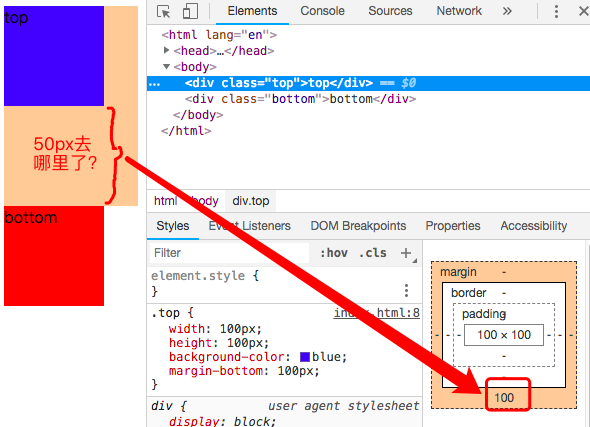 top
50px去
哪里了?
bottom
Elements Console Sources Network »
<html lang="en">
<head>…</head>
<body>
… <div class="top">top</div> == $0
<div class="bottom">bottom</div>
</body>
</html>
html body div.top
Styles Event Listeners DOM Breakpoints Properties Accessibility
Filter :hov .cls +
element.style {
}
.top { index.html:8
width: 100px;
height: 100px;
background-color: blue;
margin-bottom: 100px;
}
div { user agent stylesheet
display: block;
margin -
border -
padding
- - - 100 × 100 - - -
-
-
100